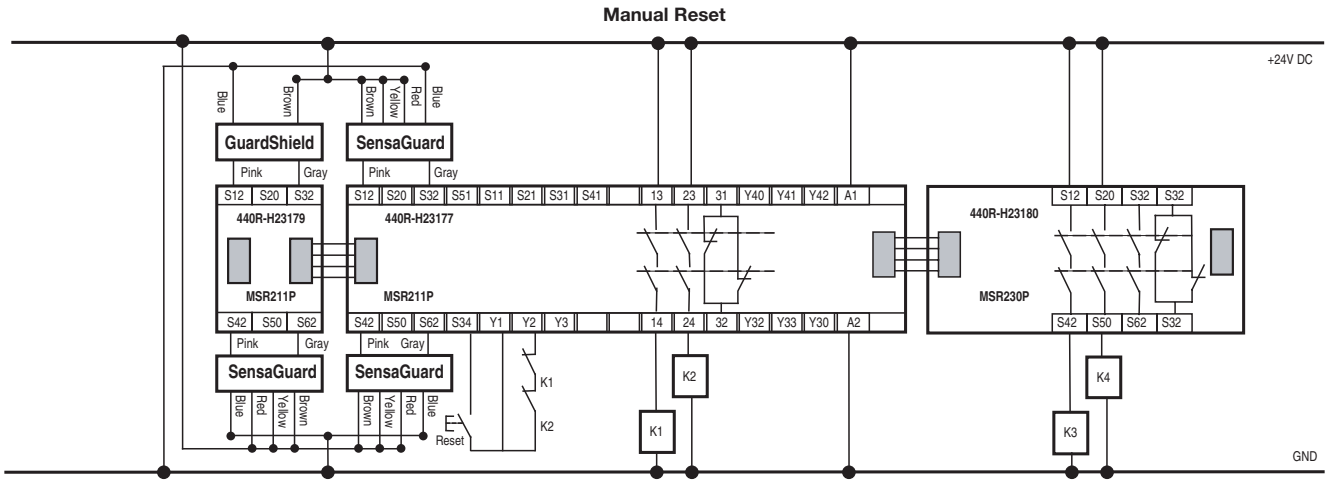 Manual Reset
+24V DC
Blue
Brown
Brown
Yellow
Red
Blue
GuardShield
SensaGuard
Pink
Gray
Pink
Gray
S12 S20 S32
S12 S20 S32 S51 S11 S21 S31 S41 13 23 31 Y40 Y41 Y42 A1
S12 S20 S32 S32
440R-H23179
440R-H23177
440R-H23180
MSR211P
MSR211P
MSR230P
S42 S50 S62
S42 S50 S62 S34 Y1 Y2 Y3 14 24 32 Y32 Y33 Y30 A2
S42 S50 S62 S32
Pink
Gray
Pink
Gray
SensaGuard
SensaGuard
K1
K2
K2
K4
Blue
Red
Yellow
Brown
Brown
Yellow
Red
Blue
Reset
K1
K3
GND